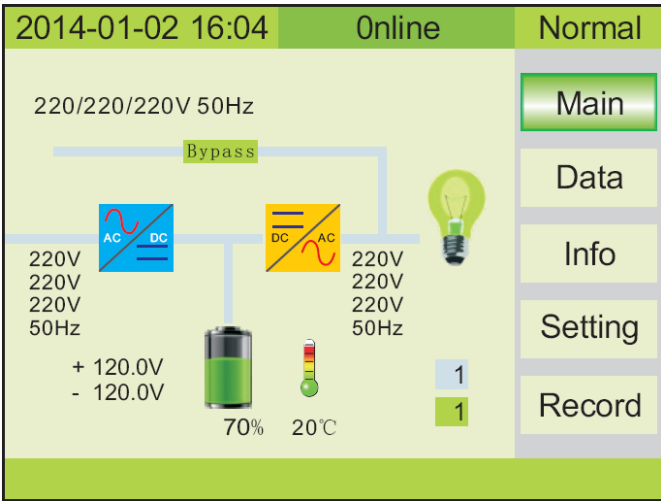 2014-01-02 16:04 0nline Normal
220/220/220V 50Hz
Main
Bypass
Data
AC DC
DC AC
220V
220V
220V
50Hz
220V
220V
220V
50Hz
Info
Setting
+ 120.0V
- 120.0V
70% 20℃
1
1
Record